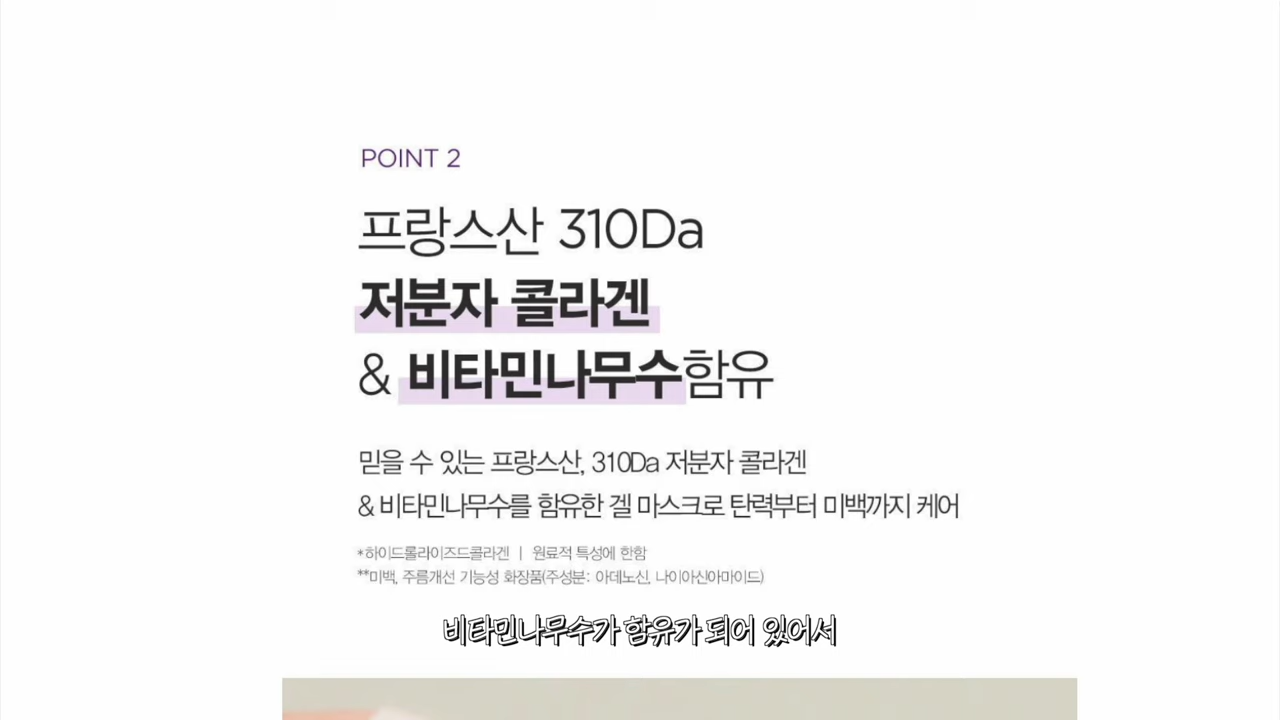 POINT 2
프랑스산 310Da
저분자 콜라겐
& 비타민나무수함유
믿을 수 있는 프랑스산, 310Da 저분자 콜라겐
& 비타민나무수를 함유한 겔 마스크로 탄력부터 미백까지 케어
*하이드롤라이즈드콜라겐 ㅣ 원료적 특성에 한함
**미백, 주름개선 기능성 화장품(주성분: 아데노신, 나이아신아마이드)
비타민나무수가 함유가 되어 있어서